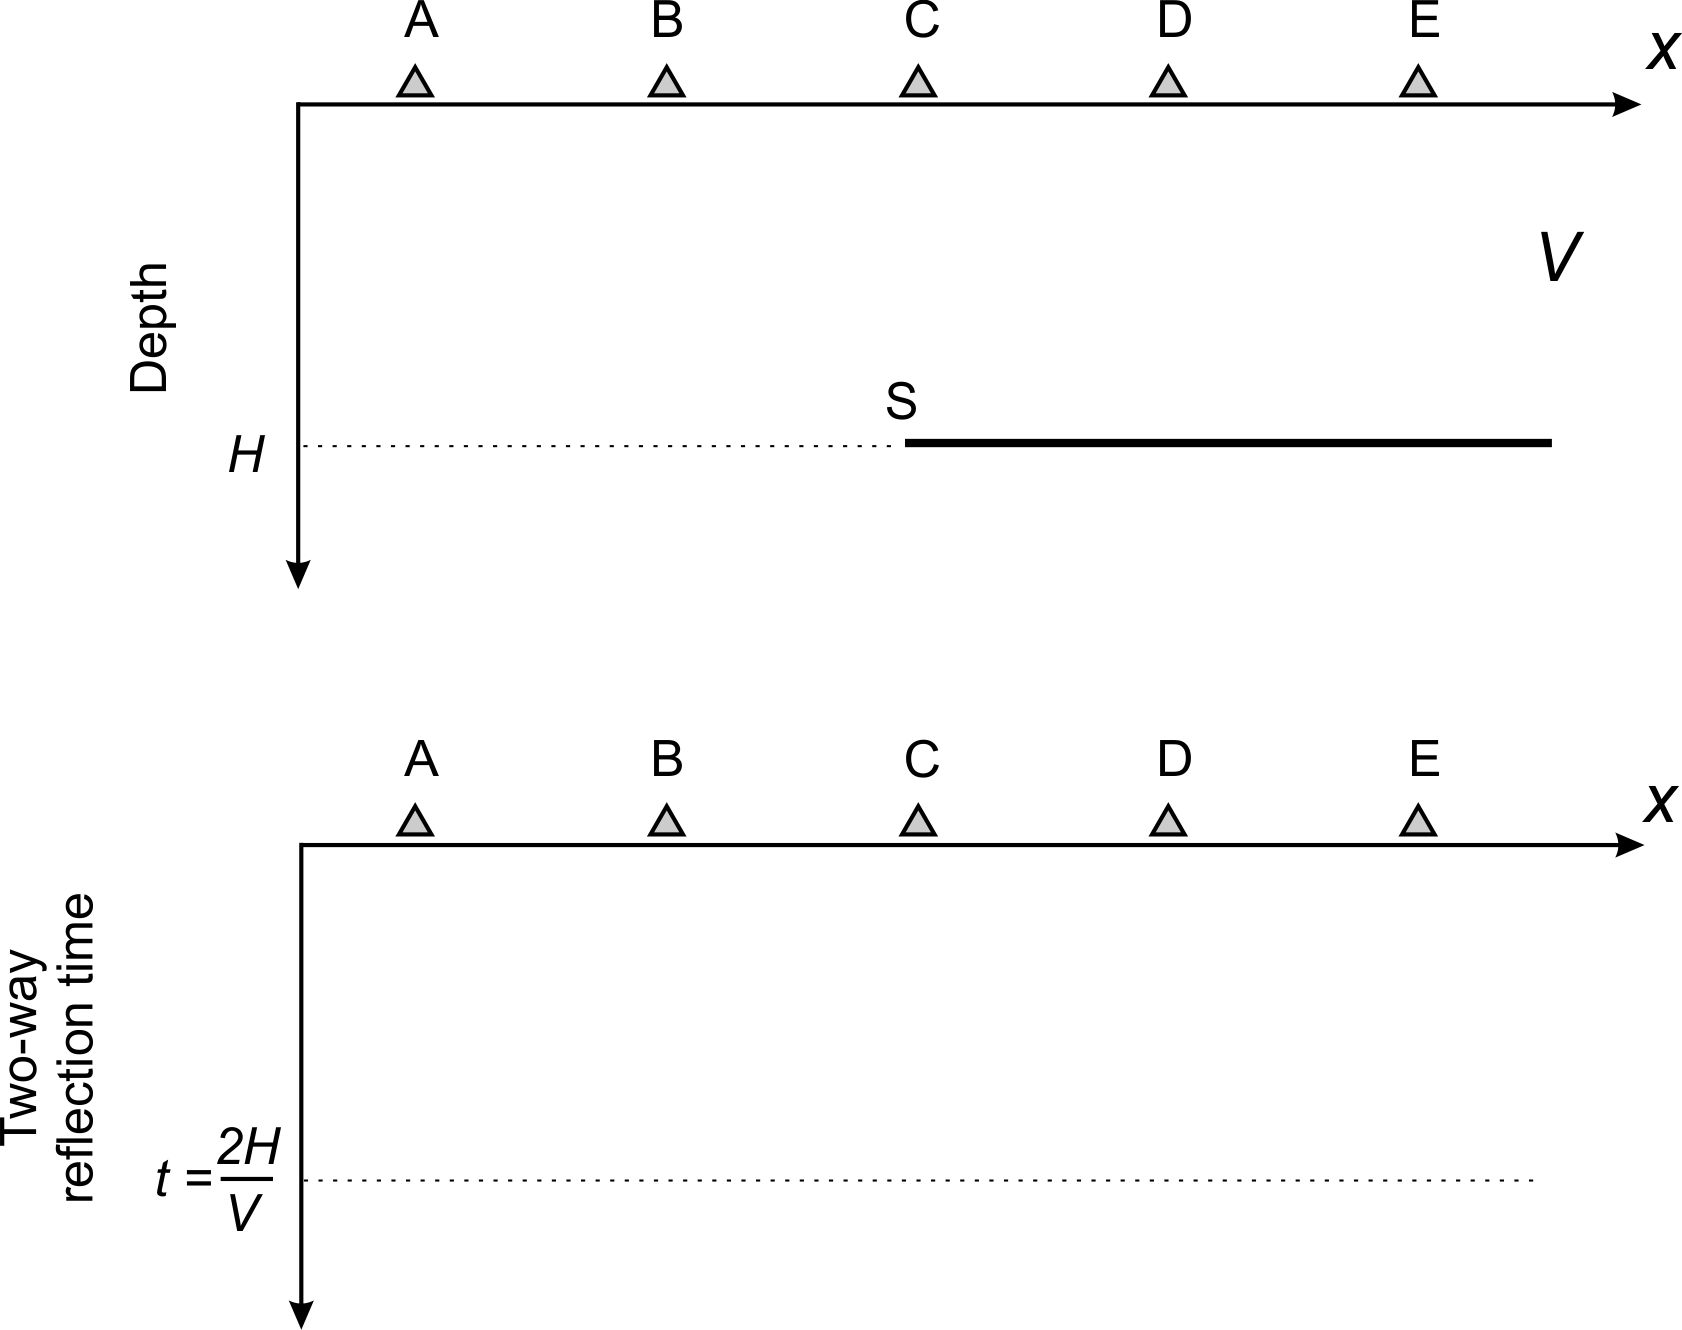 A B C D E
x
V
Depth
S
H
A B C D E
x
Two-way
reflection time
t = 2H/V